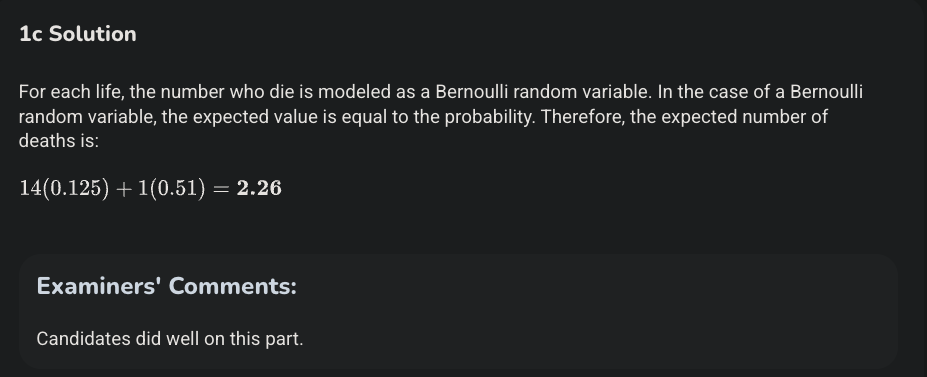 1c Solution
For each life, the number who die is modeled as a Bernoulli random variable. In the case of a Bernoulli
random variable, the expected value is equal to the probability. Therefore, the expected number of
deaths is:
14(0.125) + 1(0.51) = 2.26
Examiners' Comments:
Candidates did well on this part.